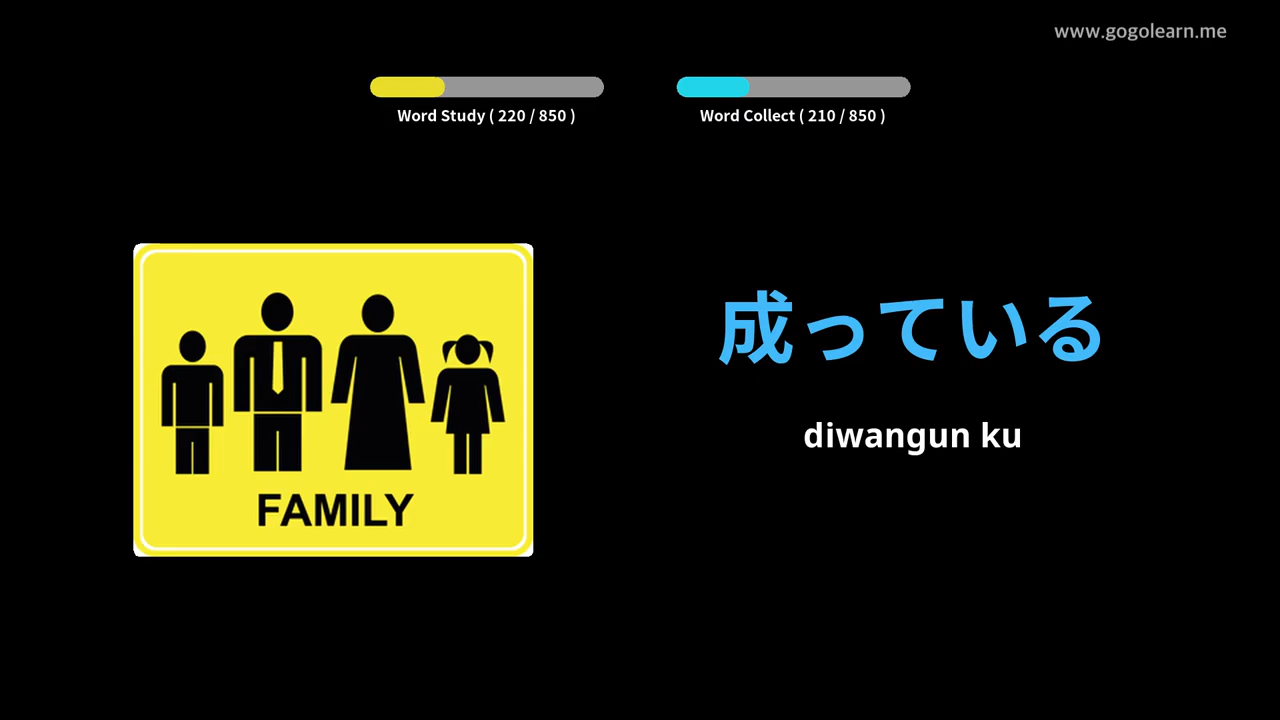 www.gogolearn.me
Word Study ( 220 / 850 )
Word Collect ( 210 / 850 )
FAMILY
成っている
diwangun ku